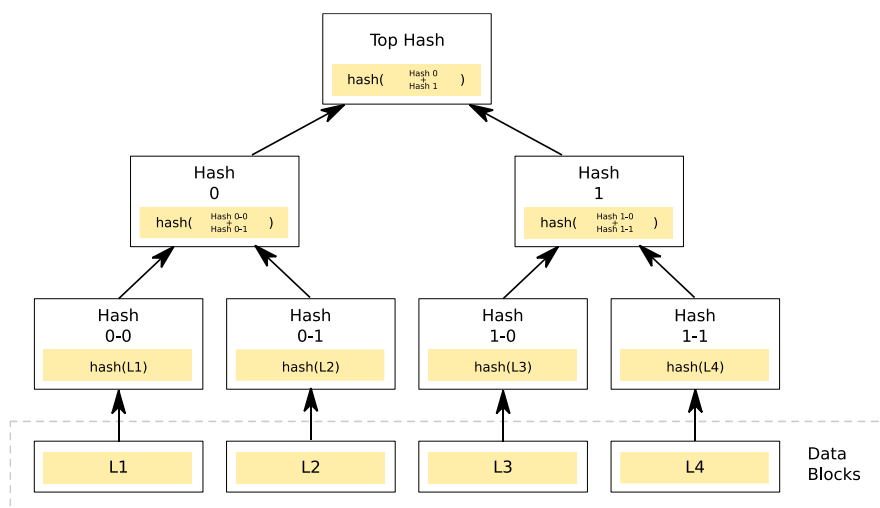 Top Hash
hash( Hash 0 )
+
Hash 1
Hash
0
hash( Hash 0-0 )
+
Hash 0-1
Hash
1
hash( Hash 1-0 )
+
Hash 1-1
Hash
0-0
hash(L1)
Hash
0-1
hash(L2)
Hash
1-0
hash(L3)
Hash
1-1
hash(L4)
L1
L2
L3
L4
Data
Blocks